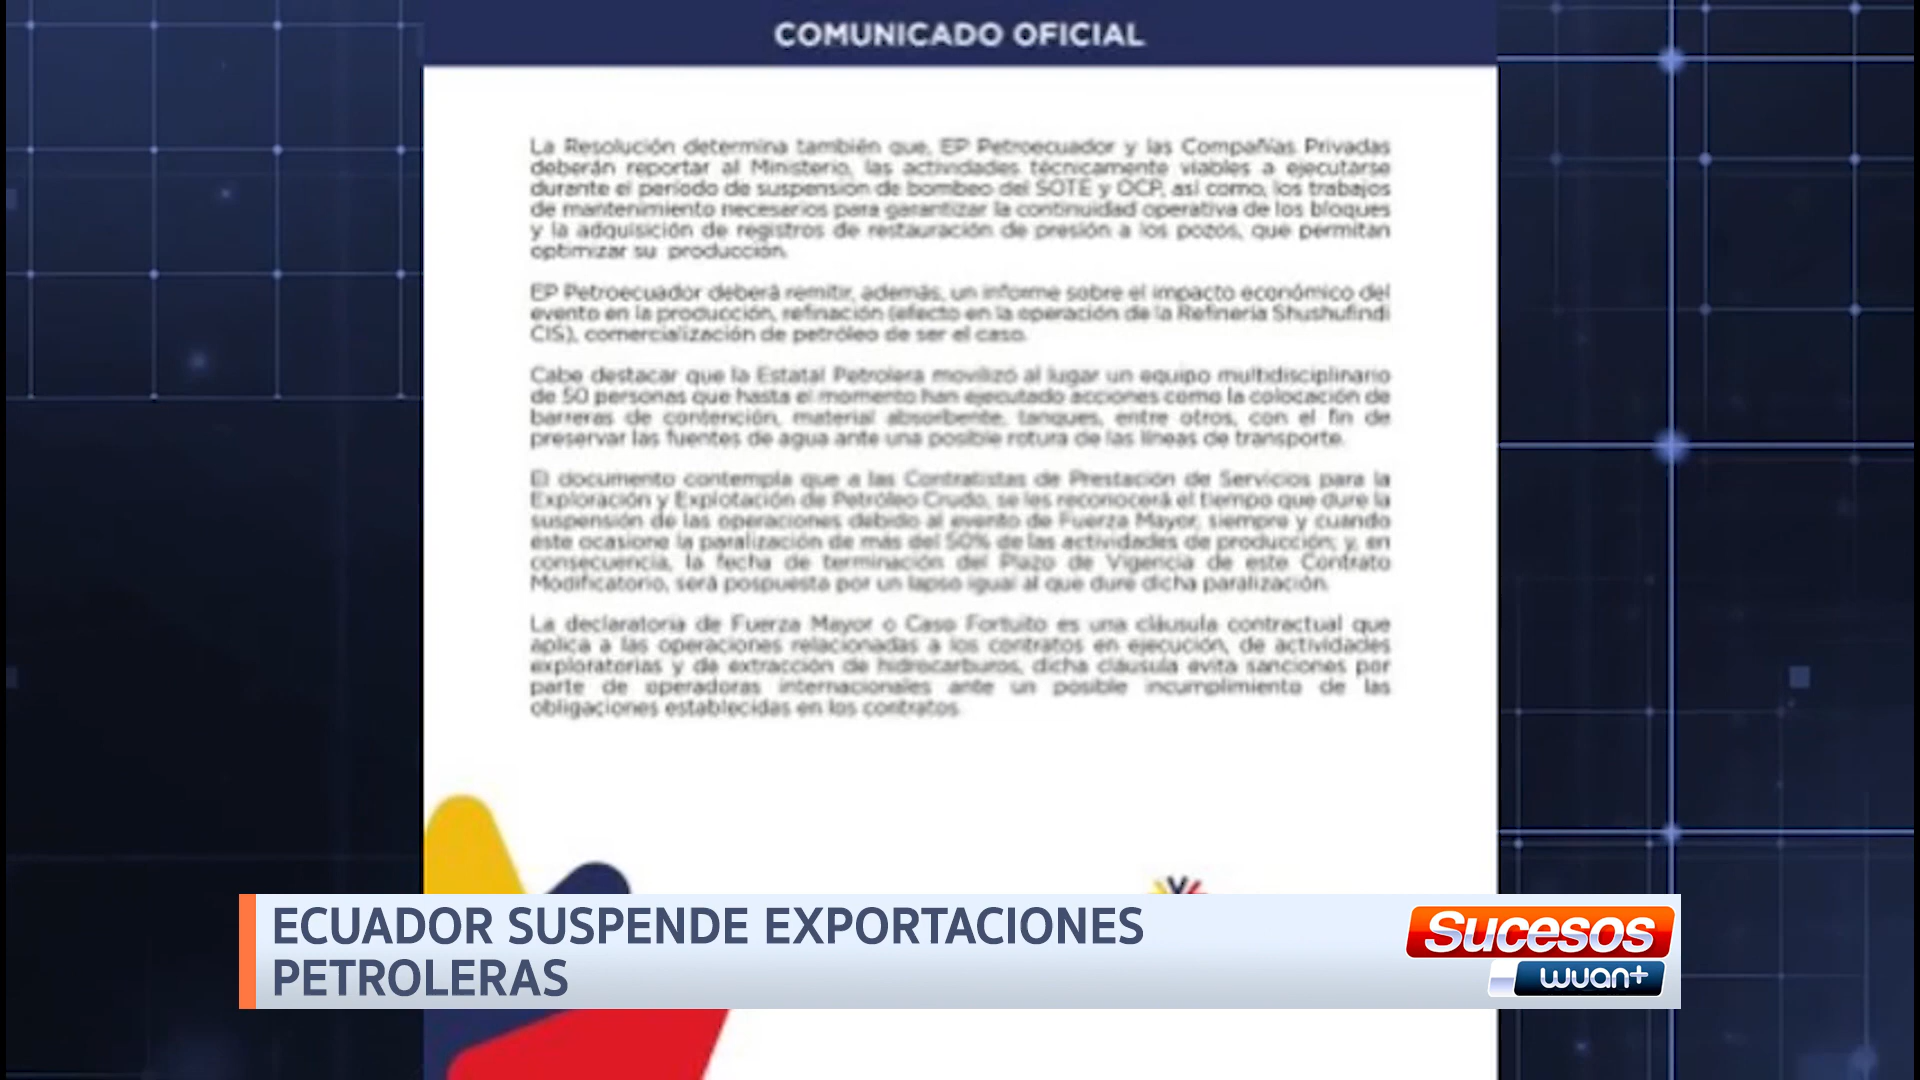 COMUNICADO OFICIAL
La Resolución determina también que, EP Petroecuador y las Compañías Privadas
deberán reportar al Ministerio, las actividades técnicamente viables a ejecutarse
durante el período de suspensión de bombeo del SOTE y OCP, así como, los trabajos
de mantenimiento necesarios para garantizar la continuidad operativa de los bloques
y la adquisición de registros de restauración de presión a los pozos, que permitan
optimizar su producción.
EP Petroecuador deberá remitir, además, un informe sobre el impacto económico del
evento en la producción, refinación (efecto en la operación de la Refinería Shushufindi
CIS), comercialización de petróleo de ser el caso.
Cabe destacar que la Estatal Petrolera movilizó al lugar un equipo multidisciplinario
de 50 personas que hasta el momento han ejecutado acciones como la colocación de
barreras de contención, material absorbente, tanques, entre otros, con el fin de
preservar las fuentes de agua ante una posible rotura de las líneas de transporte.
El documento contempla que a las Contratistas de Prestación de Servicios para la
Exploración y Explotación de Petróleo Crudo, se les reconocerá el tiempo que dure la
suspensión de las operaciones debido al evento de Fuerza Mayor, siempre y cuando
éste ocasione la paralización de más del 50% de las actividades de producción; y, en
consecuencia, la fecha de terminación del Plazo de Vigencia de este Contrato
Modificatorio, será pospuesta por un lapso igual al que dure dicha paralización.
La declaratoria de Fuerza Mayor o Caso Fortuito es una cláusula contractual que
aplica a las operaciones relacionadas a los contratos en ejecución, de actividades
exploratorias y de extracción de hidrocarburos, dicha cláusula evita sanciones por
parte de operadoras internacionales ante un posible incumplimiento de las
obligaciones establecidas en los contratos.
ECUADOR SUSPENDE EXPORTACIONES
PETROLERAS
Sucesos
wuan+